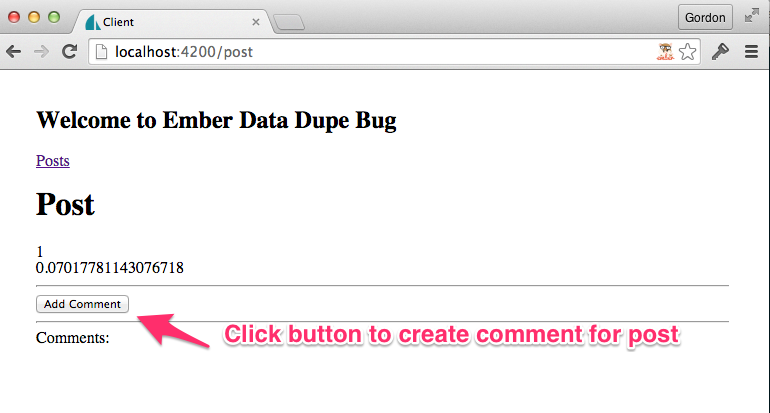 Client
Gordon
localhost:4200/post
Welcome to Ember Data Dupe Bug
Posts
Post
1
0.07017781143076718
Add Comment
Click button to create comment for post
Comments: